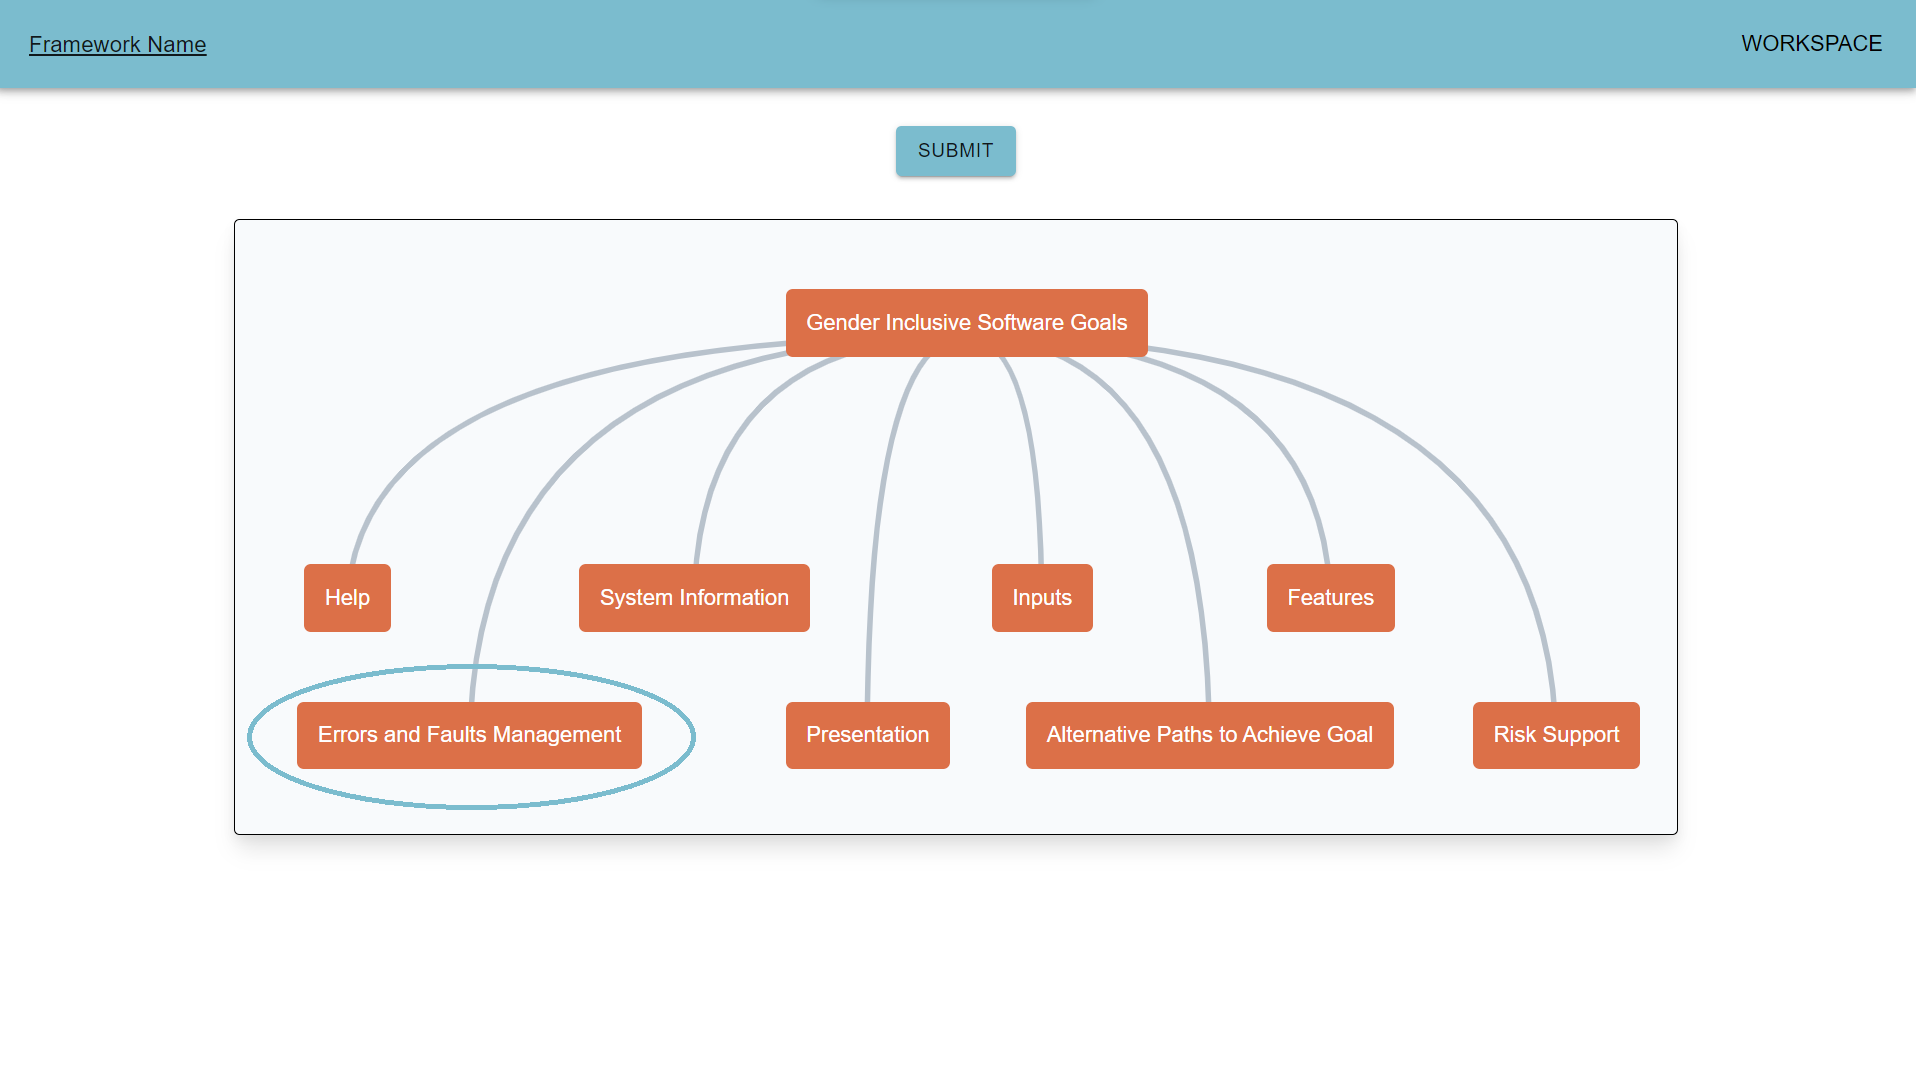 Framework Name
WORKSPACE
SUBMIT
Gender Inclusive Software Goals
Help
System Information
Inputs
Features
Errors and Faults Management
Presentation
Alternative Paths to Achieve Goal
Risk Support